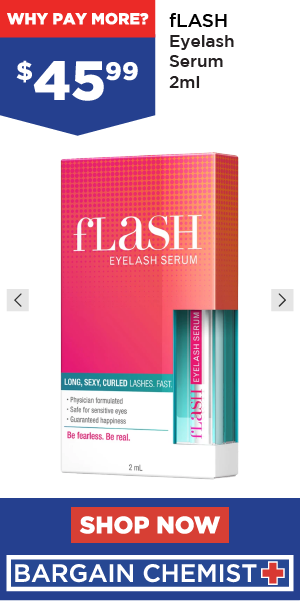 WHY PAY MORE?
$45.99
fLASH
Eyelash
Serum
2ml
fLASH
EYELASH SERUM
LONG, SEXY, CURLED LASHES. FAST.
• Physician formulated
• Safe for sensitive eyes
• Guaranteed happiness
Be fearless. Be real.
2 mL
fLASH EYELASH SERUM
SHOP NOW
BARGAIN CHEMIST